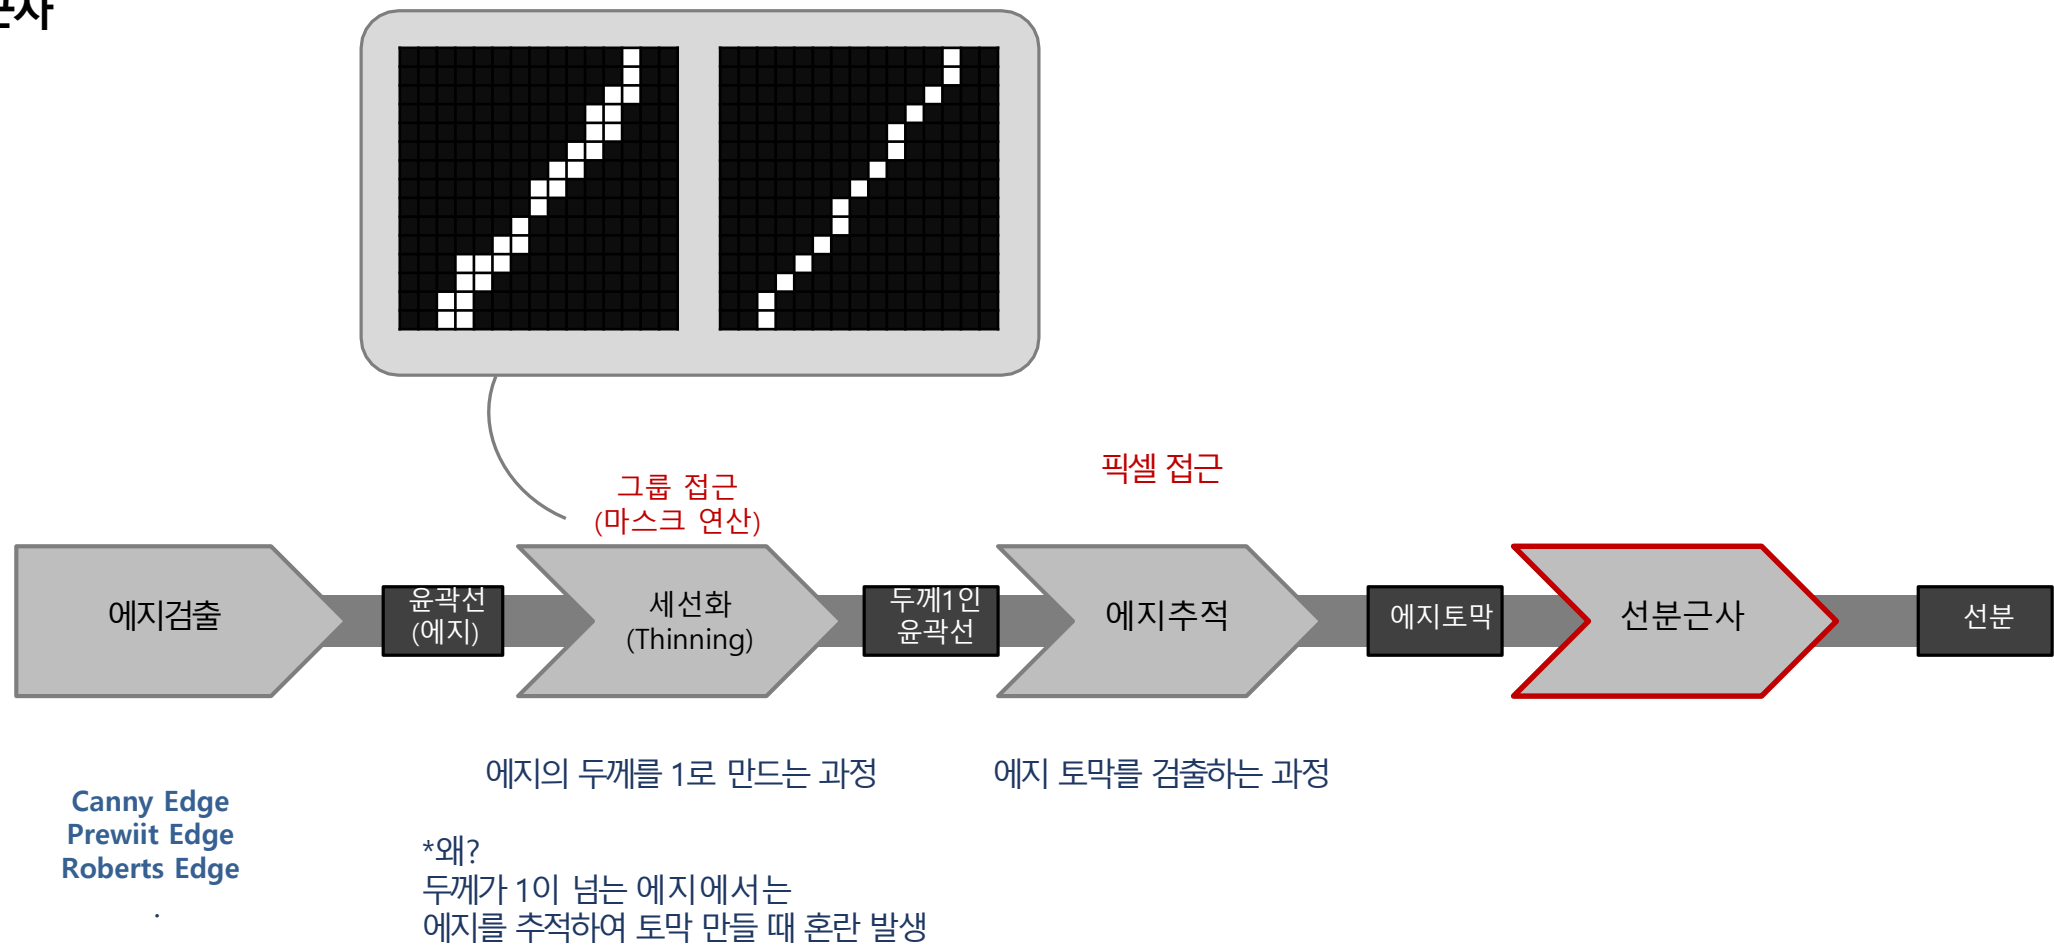 근사
픽셀 접근
그룹 접근
(마스크 연산)
에지검출
윤곽선
(에지)
세선화
(Thinning)
두께1인
윤곽선
에지추적
에지토막
선분근사
선분
에지의 두께를 1로 만드는 과정
에지 토막를 검출하는 과정
Canny Edge
Prewiit Edge
Roberts Edge
.
*왜?
두께가 1이 넘는 에지에서는
에지를 추적하여 토막 만들 때 혼란 발생